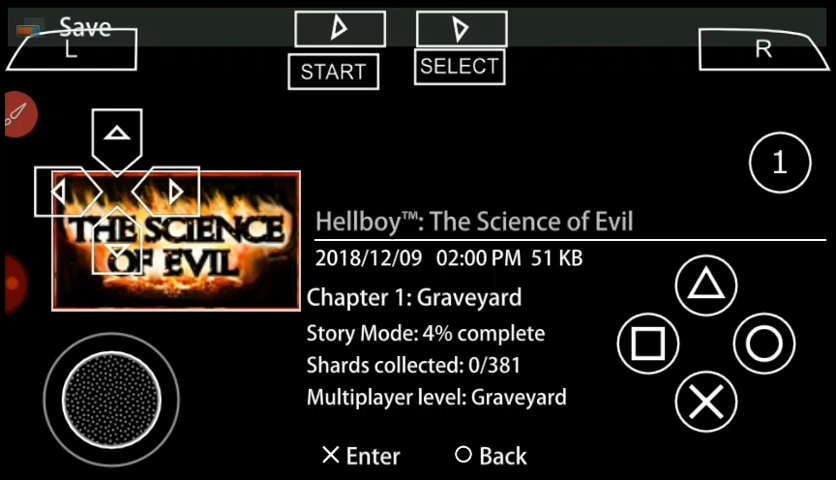 Save
L
START
SELECT
R
1
THE SCIENCE
OF EVIL
Hellboy™: The Science of Evil
2018/12/09 02:00 PM 51 KB
Chapter 1: Graveyard
Story Mode: 4% complete
Shards collected: 0/381
Multiplayer level: Graveyard
Enter
Back